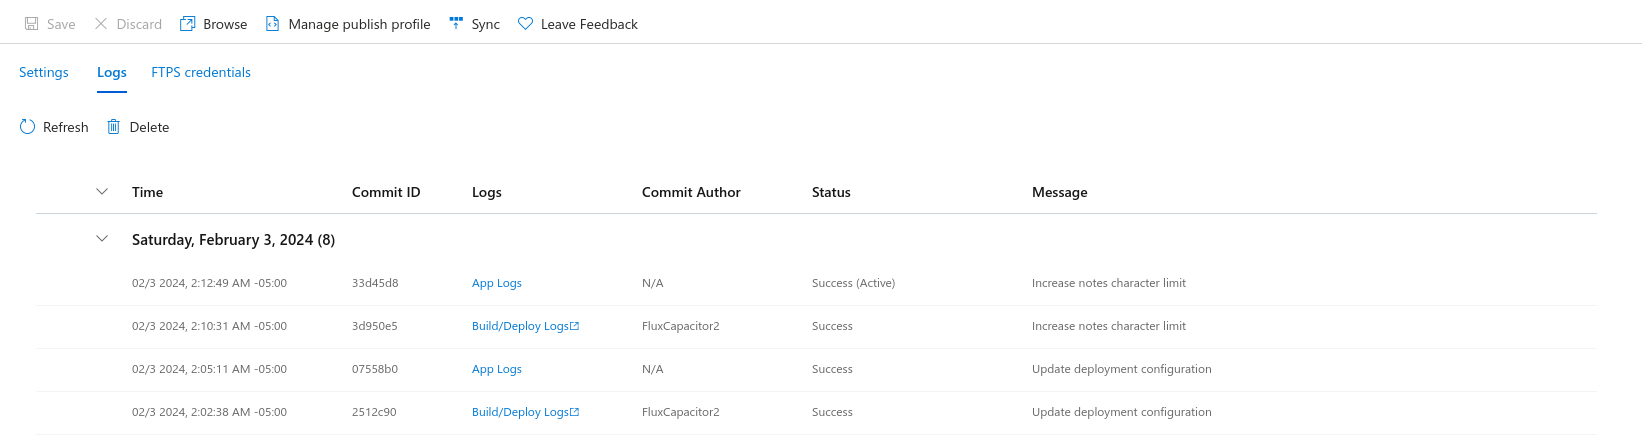 Save Discard Browse Manage publish profile Sync Leave Feedback
Settings Logs FTPS credentials
Refresh Delete
Time Commit ID Logs Commit Author Status Message
Saturday, February 3, 2024 (8)
02/3 2024, 2:12:49 AM -05:00 33d45d8 App Logs N/A Success (Active) Increase notes character limit
02/3 2024, 2:10:31 AM -05:00 3d950e5 Build/Deploy Logs FluxCapacitor2 Success Increase notes character limit
02/3 2024, 2:05:11 AM -05:00 07558b0 App Logs N/A Success Update deployment configuration
02/3 2024, 2:02:38 AM -05:00 2512c90 Build/Deploy Logs FluxCapacitor2 Success Update deployment configuration